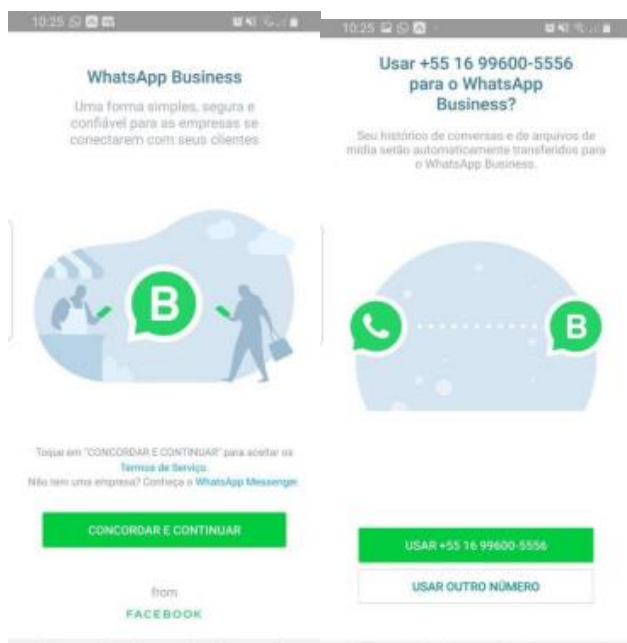 10:25
WhatsApp Business
Uma forma simples, segura e
confiável para as empresas se
conectarem com seus clientes
B
Toque em "CONCORDAR E CONTINUAR" para aceitar os
Termos de Serviço
Não tem uma empresa? Conheça o WhatsApp Messenger
CONCORDAR E CONTINUAR
from
FACEBOOK
10:25
Usar +55 16 99600-5556
para o WhatsApp
Business?
Seu histórico de conversas e de arquivos de
mídia serão automaticamente transferidos para
o WhatsApp Business.
B
USAR +55 16 99600-5556
USAR OUTRO NÚMERO